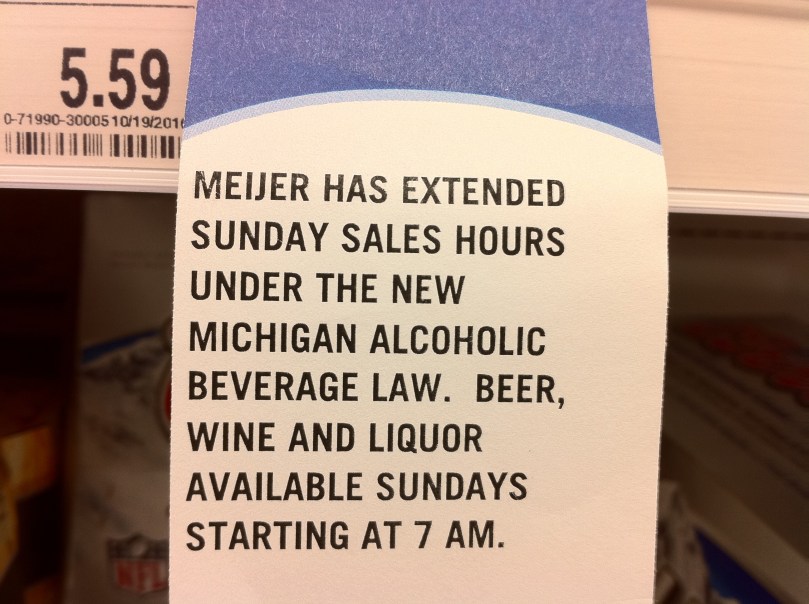 5.59
0-71990-30005 10/19/201
MEIJER HAS EXTENDED
SUNDAY SALES HOURS
UNDER THE NEW
MICHIGAN ALCOHOLIC
BEVERAGE LAW. BEER,
WINE AND LIQUOR
AVAILABLE SUNDAYS
STARTING AT 7 AM.
NFL